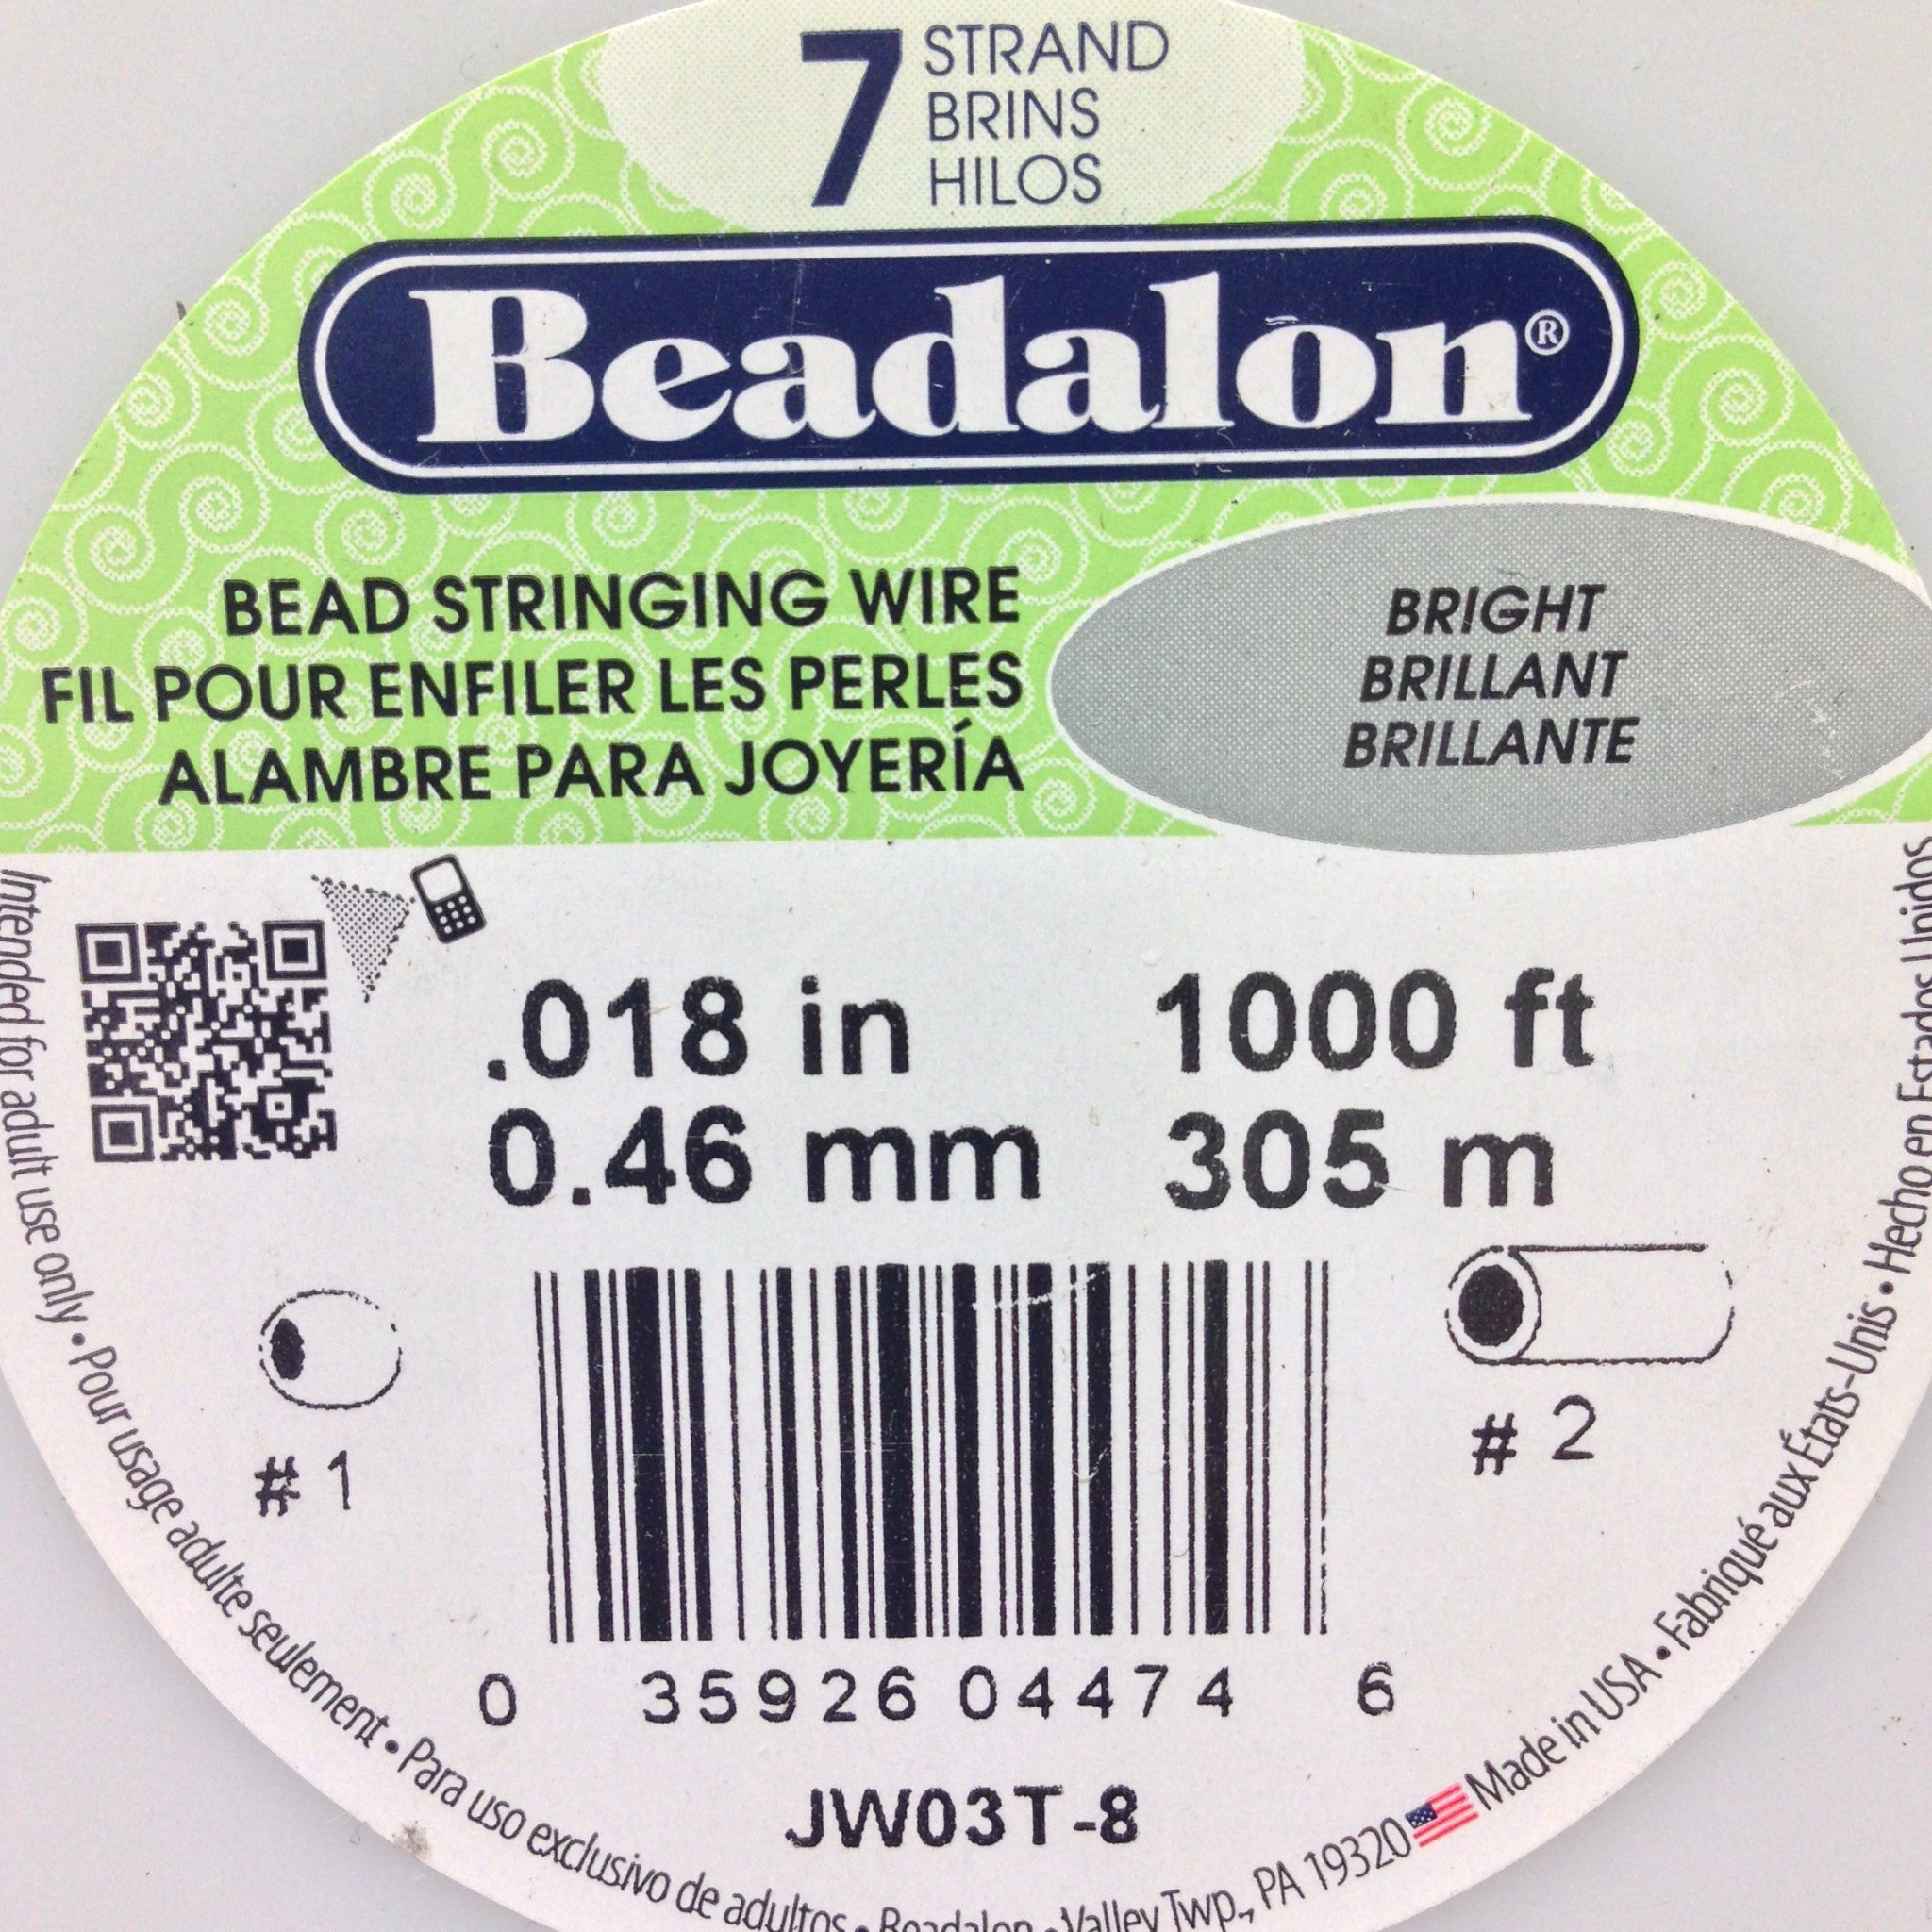 7 STRAND
BRINS
HILOS
Beadalon®
BEAD STRINGING WIRE
FIL POUR ENFILER LES PERLES
ALAMBRE PARA JOYERÍA
BRIGHT
BRILLANT
BRILLANTE
.018 in
0.46 mm
1000 ft
305 m
# 1
# 2
0 35926 04474 6
JW03T-8
Intended for adult use only • Pour usage adulte seulement • Para uso exclusivo de adultos • Beadalon • Valley Twp., PA 19320 Made in USA • Fabriqué aux États-Unis • Hecho en Estados Unidos